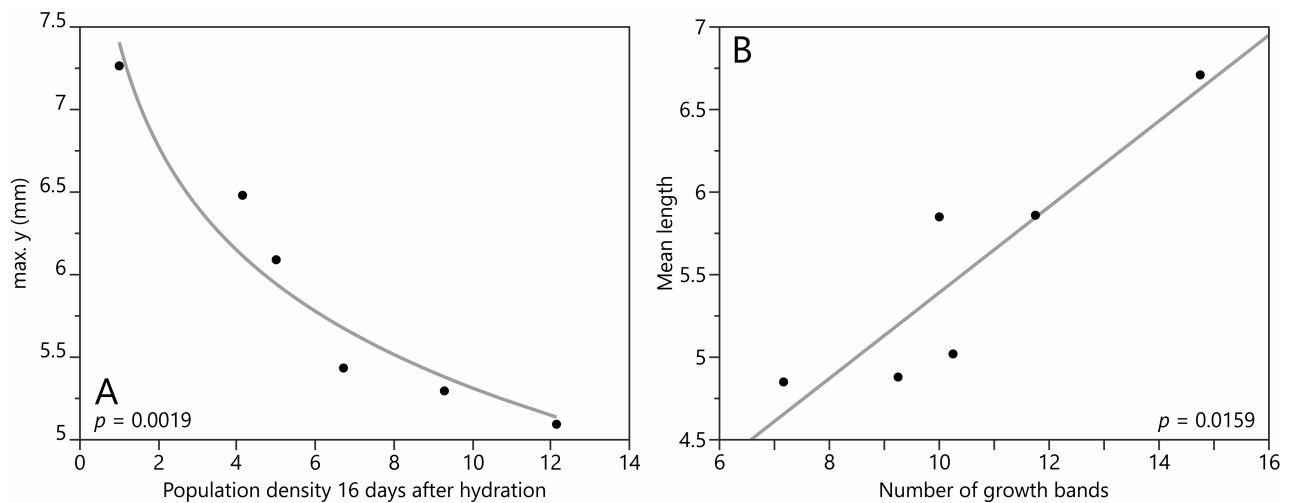 7.5
7
6.5
6
5.5
5
max. y (mm)
A
p = 0.0019
0 2 4 6 8 10 12 14
Population density 16 days after hydration
7
6.5
6
5.5
5
4.5
Mean length
B
p = 0.0159
6 8 10 12 14 16
Number of growth bands